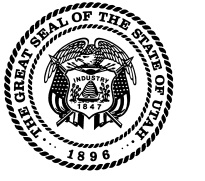 THE GREAT SEAL OF THE STATE OF UTAH
INDUSTRY
1847
1896